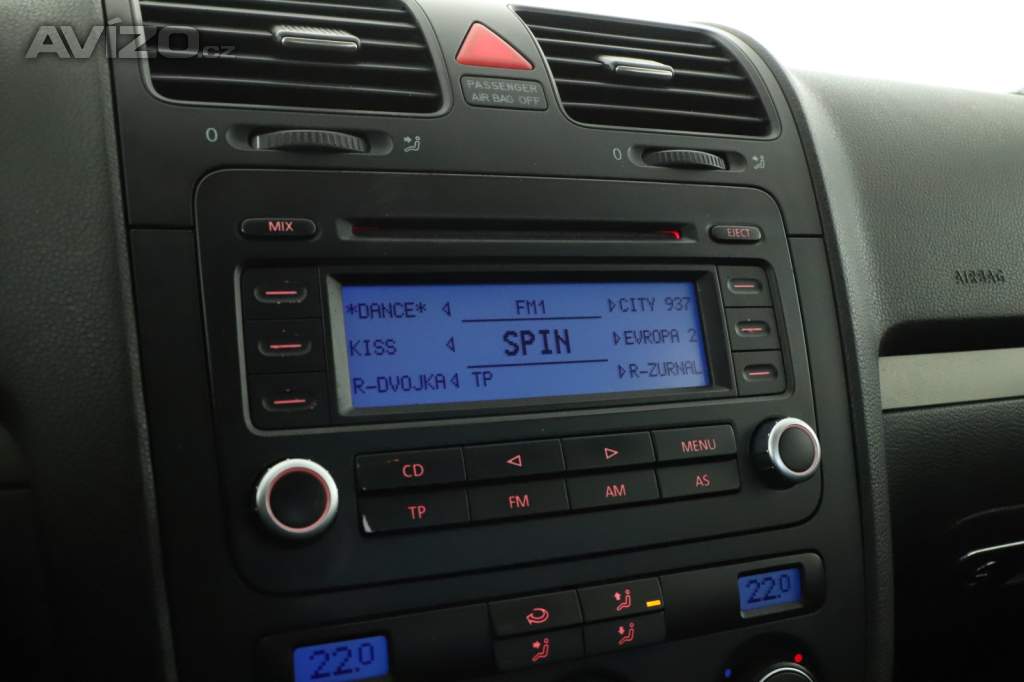 AVÍZO.cz
PASSENGER
AIR BAG OFF
0
0
MIX
EJECT
AIRBAG
*DANCE* FM1 CITY 937
KISS SPIN EVROPA 2
R-DVOJKA TP R-ZURNAL
CD MENU
TP FM AM AS
22.0
22.0